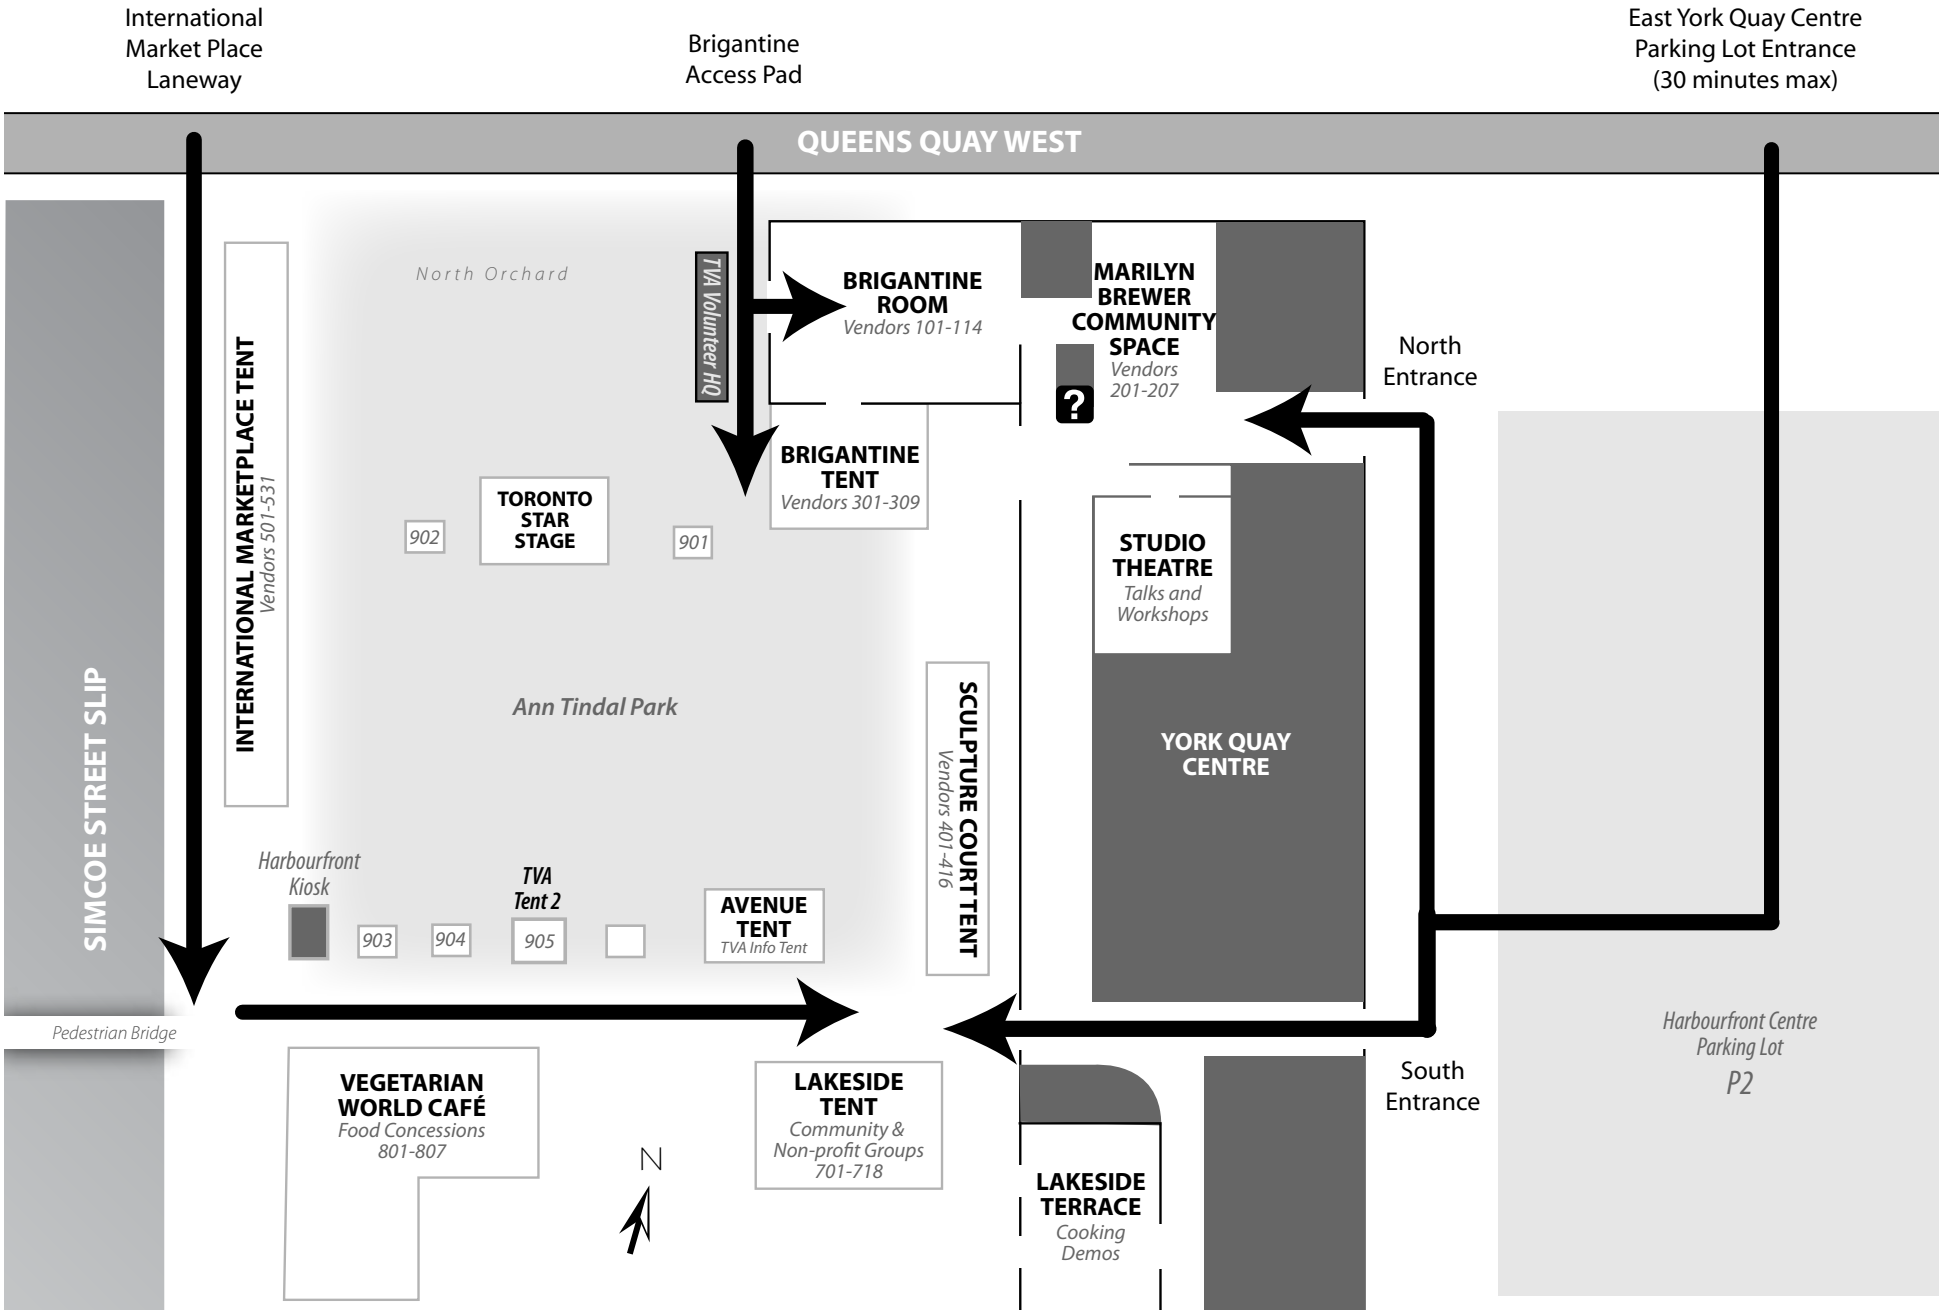 International
Market Place
Laneway
Brigantine
Access Pad
East York Quay Centre
Parking Lot Entrance
(30 minutes max)
QUEENS QUAY WEST
North Orchard
TVA Volunteer HQ
BRIGANTINE
ROOM
Vendors 101-114
MARILYN
BREWER
COMMUNITY
SPACE
Vendors
201-207
?
North
Entrance
INTERNATIONAL MARKETPLACE TENT
Vendors 501-531
BRIGANTINE
TENT
Vendors 301-309
TORONTO
STAR
STAGE
902
901
STUDIO
THEATRE
Talks and
Workshops
SIMCOE STREET SLIP
Ann Tindal Park
SCULPTURE COURT TENT
Vendors 401-416
YORK QUAY
CENTRE
Harbourfront
Kiosk
TVA
Tent 2
903
904
905
AVENUE
TENT
TVA Info Tent
Pedestrian Bridge
Harbourfront Centre
Parking Lot
P2
South
Entrance
VEGETARIAN
WORLD CAFÉ
Food Concessions
801-807
N
LAKESIDE
TENT
Community &
Non-profit Groups
701-718
LAKESIDE
TERRACE
Cooking
Demos